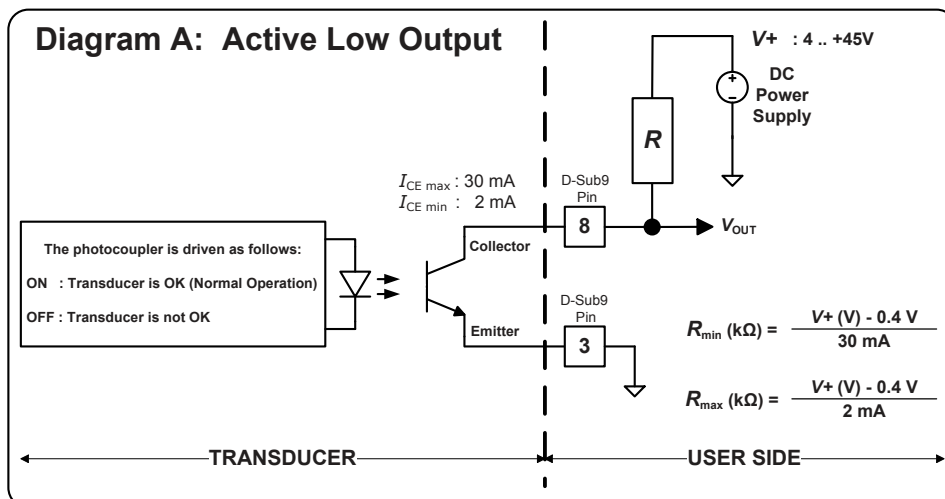 Diagram A: Active Low Output
V+ : 4 .. +45V
+
−
DC
Power
Supply
R
I CE max : 30 mA
I CE min : 2 mA
D-Sub9
Pin
8
VOUT
The photocoupler is driven as follows:
ON : Transducer is OK (Normal Operation)
OFF : Transducer is not OK
Collector
Emitter
D-Sub9
Pin
3
Rmin (kΩ) = V+ (V) - 0.4 V
30 mA
Rmax (kΩ) = V+ (V) - 0.4 V
2 mA
TRANSDUCER
USER SIDE